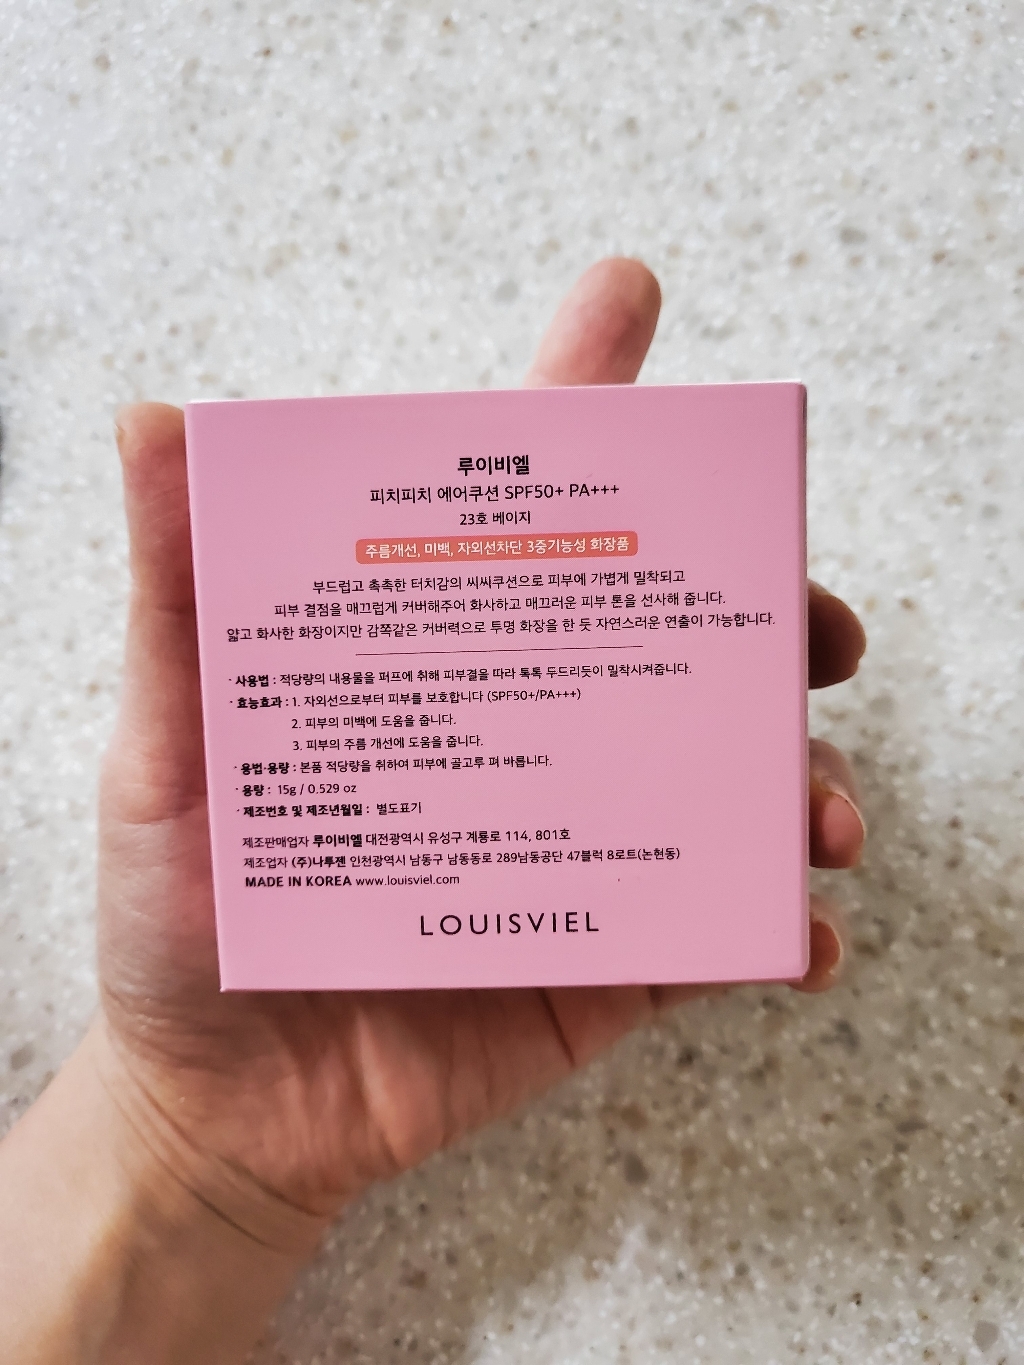 루이비엘
피치피치 에어쿠션 SPF50+ PA+++
23호 베이지
주름개선, 미백, 자외선차단 3중기능성 화장품
부드럽고 촉촉한 터치감의 씨씨쿠션으로 피부에 가볍게 밀착되고
피부 결점을 매끄럽게 커버해주어 화사하고 매끄러운 피부 톤을 선사해 줍니다.
얇고 화사한 화장이지만 감쪽같은 커버력으로 투명 화장을 한 듯 자연스러운 연출이 가능합니다.
· 사용법 : 적당량의 내용물을 퍼프에 취해 피부결을 따라 톡톡 두드리듯이 밀착시켜줍니다.
· 효능효과 : 1. 자외선으로부터 피부를 보호합니다 (SPF50+/PA+++)
2. 피부의 미백에 도움을 줍니다.
3. 피부의 주름 개선에 도움을 줍니다.
· 용법·용량 : 본품 적당량을 취하여 피부에 골고루 펴 바릅니다.
· 용량 : 15g / 0.529 oz
· 제조번호 및 제조년월일 : 별도표기
제조판매업자 루이비엘 대전광역시 유성구 계룡로 114, 801호
제조업자 (주)나투젠 인천광역시 남동구 남동동로 289남동공단 47블럭 8로트(논현동)
MADE IN KOREA www.louisviel.com
LOUISVIEL